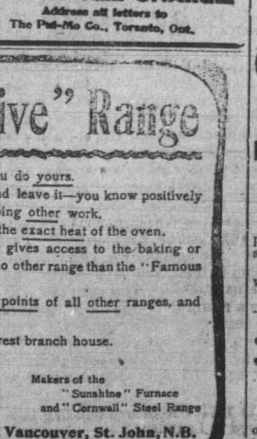 Address all letters to
The Put-Mo Co., Toronto, Ont.
ive" Range
u do yours.
nd leave it—you know positively
ing other work.
the exact heat of the oven.
gives access to the baking or
o other range than the "Famous
points of all other ranges, and
rest branch house.
Makers of the
"Sunshine" Furnace
and "Cornwall" Steel Range
Vancouver, St. John, N.B.